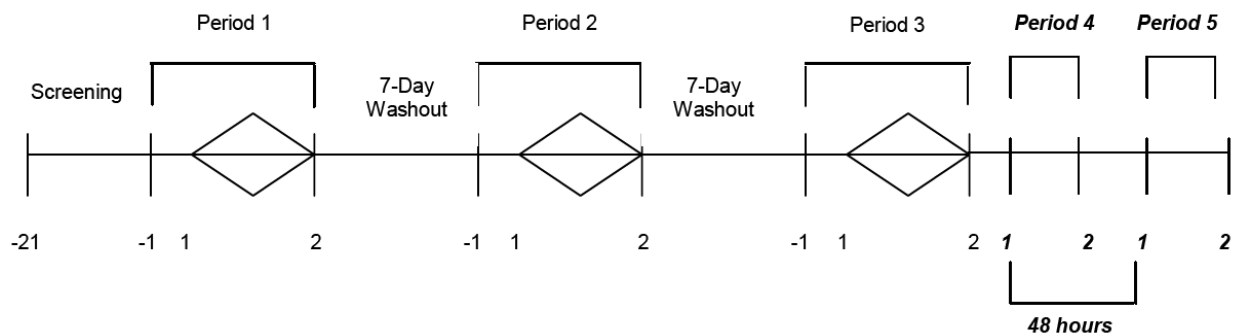 Period 1
Period 2
Period 3
Period 4
Period 5
Screening
7-Day
Washout
7-Day
Washout
-21 -1 1 2 -1 1 2 -1 1 2 1 2 1 2
48 hours